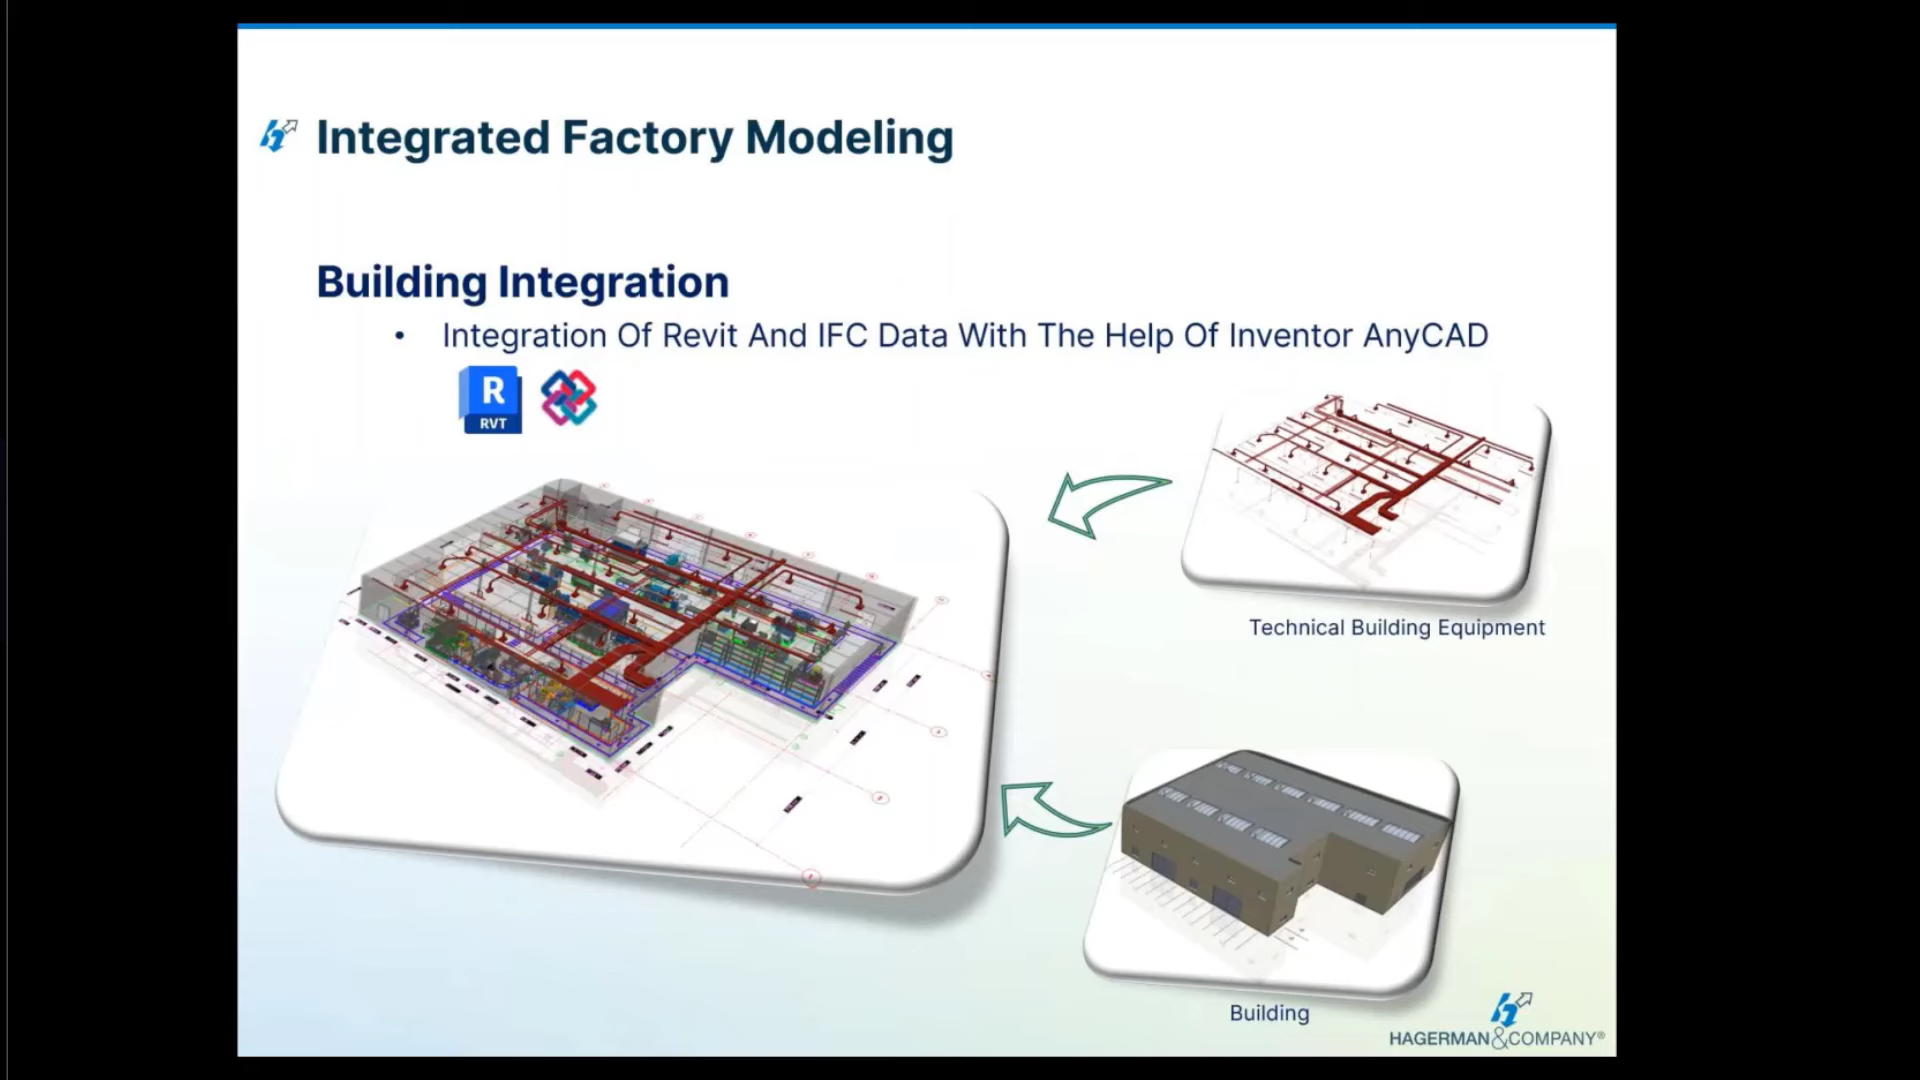 Integrated Factory Modeling
Building Integration
• Integration Of Revit And IFC Data With The Help Of Inventor AnyCAD
R
RVT
Technical Building Equipment
Building
HAGERMAN&COMPANY®